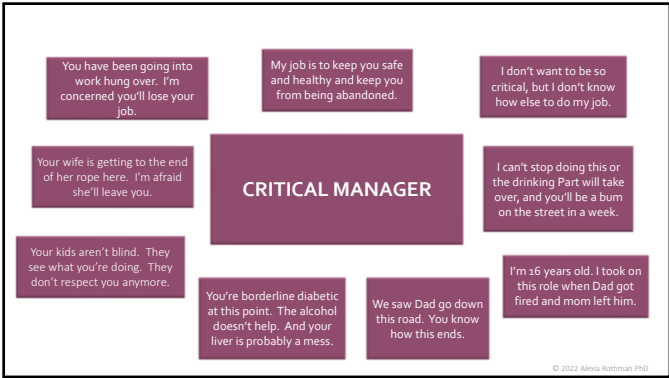 You have been going into
work hung over. I'm
concerned you'll lose your
job.
My job is to keep you safe
and healthy and keep you
from being abandoned.
I don't want to be so
critical, but I don't know
how else to do my job.
Your wife is getting to the end
of her rope here. I'm afraid
she'll leave you.
CRITICAL MANAGER
I can't stop doing this or
the drinking Part will take
over, and you'll be a bum
on the street in a week.
Your kids aren't blind. They
see what you're doing. They
don't respect you anymore.
You're borderline diabetic
at this point. The alcohol
doesn't help. And your
liver is probably a mess.
We saw Dad go down
this road. You know
how this ends.
I'm 16 years old. I took on
this role when Dad got
fired and mom left him.
© 2022 Alexia Rothman PhD